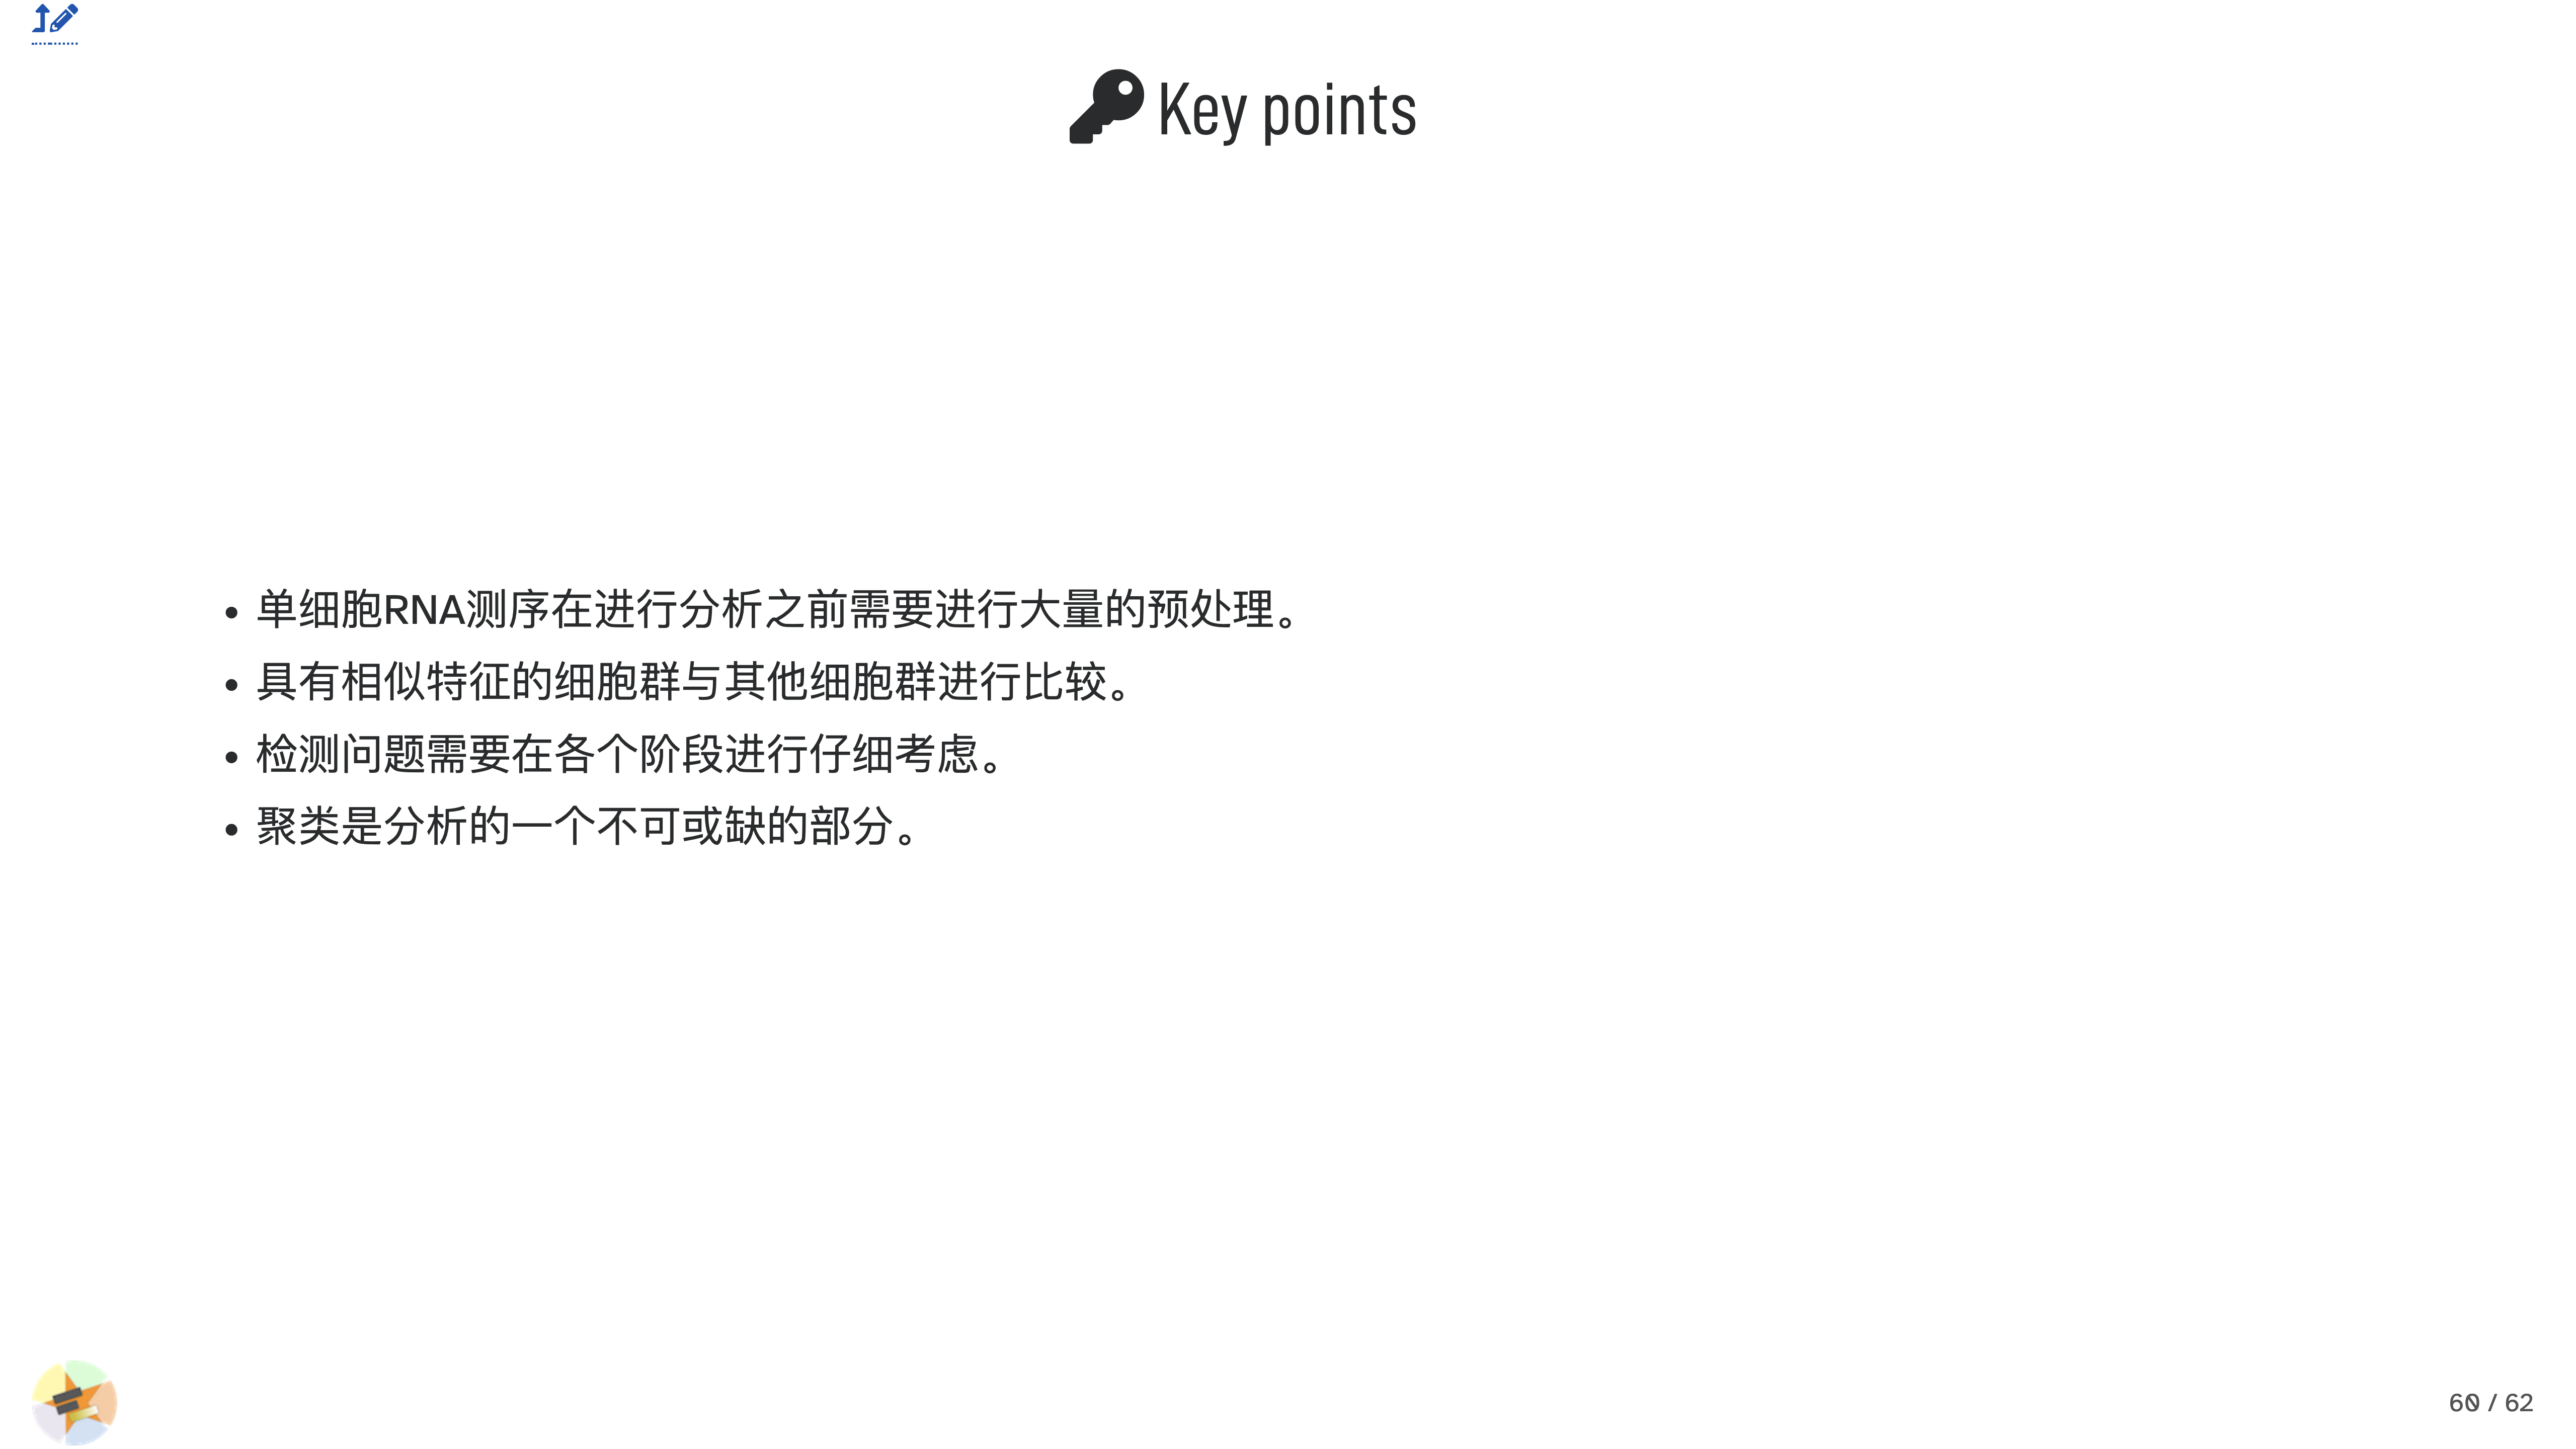 Key points
单细胞RNA测序在进行分析之前需要进行大量的预处理。
具有相似特征的细胞群与其他细胞群进行比较。
检测问题需要在各个阶段进行仔细考虑。
聚类是分析的一个不可或缺的部分。
60 / 62